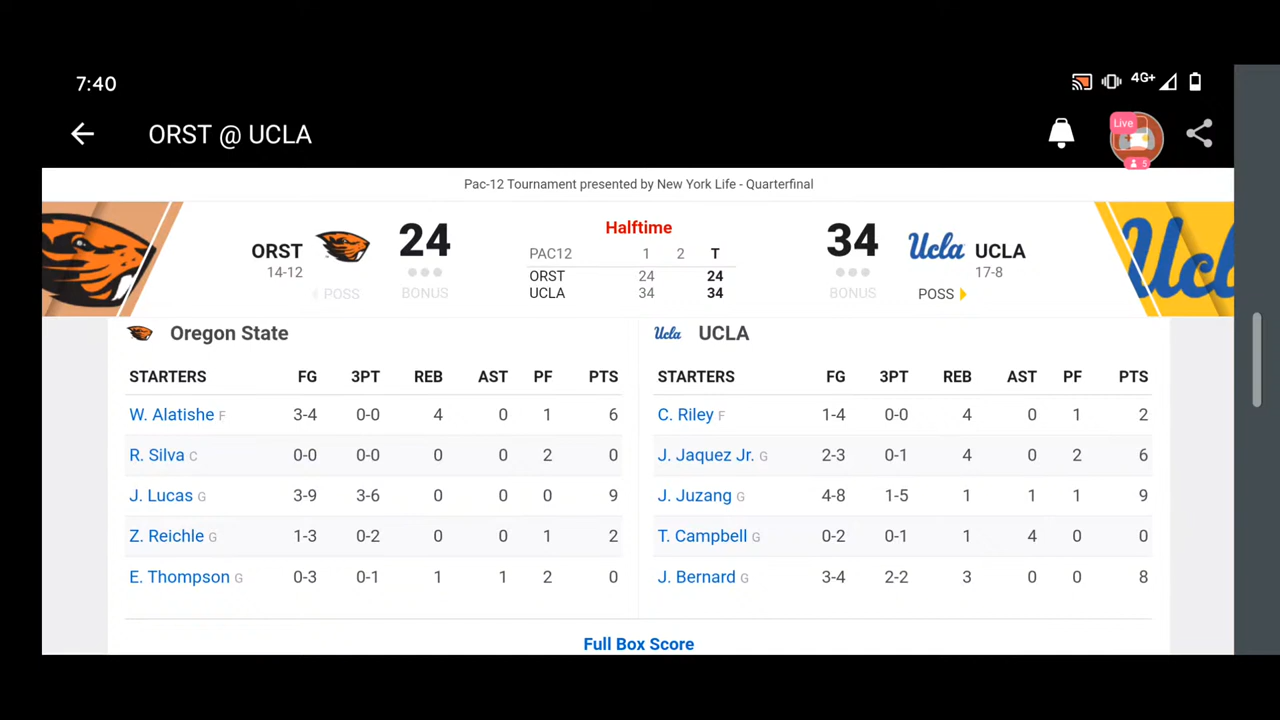 7:40
4G+
ORST @ UCLA
Live
5
Pac-12 Tournament presented by New York Life - Quarterfinal
Halftime
ORST
14-12
24
POSS
BONUS
PAC12 1 2 T
ORST 24 24
UCLA 34 34
34
BONUS
Ucla
UCLA
17-8
POSS
Ucl
Oregon State
STARTERS FG 3PT REB AST PF PTS
W. Alatishe F 3-4 0-0 4 0 1 6
R. Silva C 0-0 0-0 0 0 2 0
J. Lucas G 3-9 3-6 0 0 0 9
Z. Reichle G 1-3 0-2 0 0 1 2
E. Thompson G 0-3 0-1 1 1 2 0
Ucla UCLA
STARTERS FG 3PT REB AST PF PTS
C. Riley F 1-4 0-0 4 0 1 2
J. Jaquez Jr. G 2-3 0-1 4 0 2 6
J. Juzang G 4-8 1-5 1 1 1 9
T. Campbell G 0-2 0-1 1 4 0 0
J. Bernard G 3-4 2-2 3 0 0 8
Full Box Score